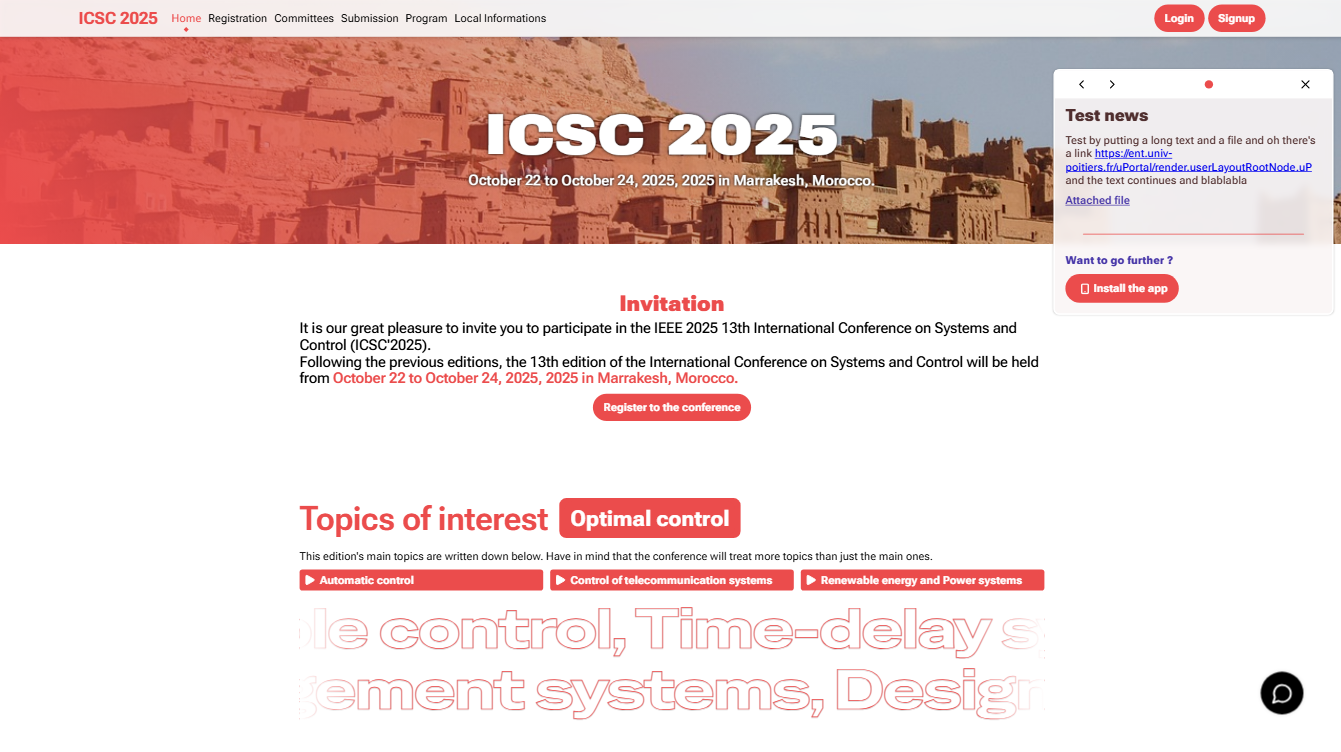 ICSC 2025 Home Registration Committees Submission Program Local Informations Login Signup
ICSC 2025
October 22 to October 24, 2025, 2025 in Marrakesh, Morocco.
Test news
Test by putting a long text and a file and oh there's
a link https://ent.univ-
poitiers.fr/uPortal/render.userLayoutRootNode.uP
and the text continues and blablabla
Attached file
Want to go further ?
Install the app
Invitation
It is our great pleasure to invite you to participate in the IEEE 2025 13th International Conference on Systems and
Control (ICSC'2025).
Following the previous editions, the 13th edition of the International Conference on Systems and Control will be held
from October 22 to October 24, 2025, 2025 in Marrakesh, Morocco.
Register to the conference
Topics of interest Optimal control
This edition's main topics are written down below. Have in mind that the conference will treat more topics than just the main ones.
Automatic control Control of telecommunication systems Renewable energy and Power systems
control, Time-delay
systems, Design